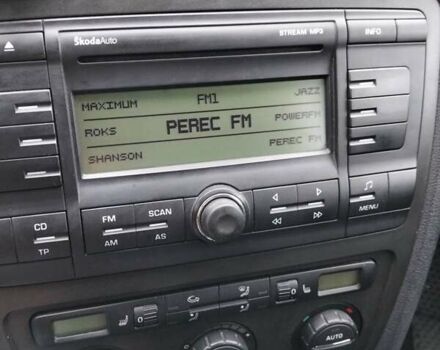 ŠkodaAuto
STREAM MP3
INFO
MAXIMUM FM1 JAZZ
ROKS PEREC FM POWERFM
SHANSON PEREC FM
FM SCAN
AM AS
CD
TP
MENU
AUTO